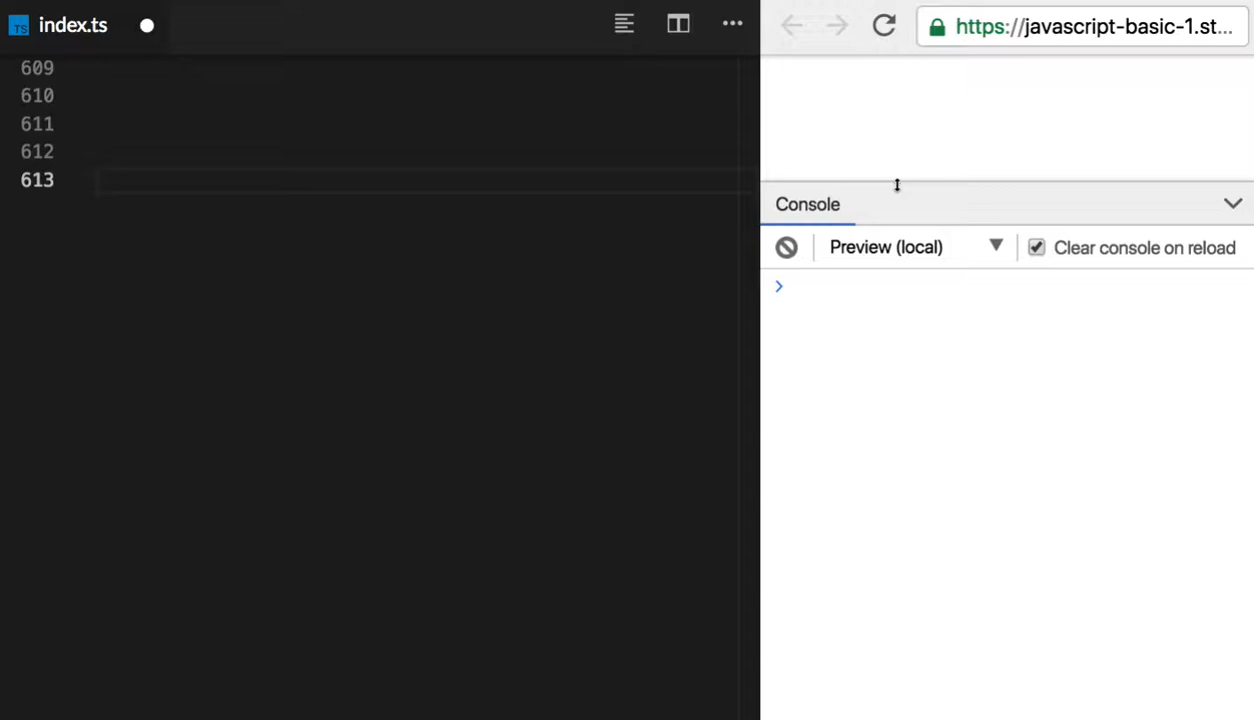 TS index.ts
https://javascript-basic-1.st...
609
610
611
612
613
Console
Preview (local)
Clear console on reload